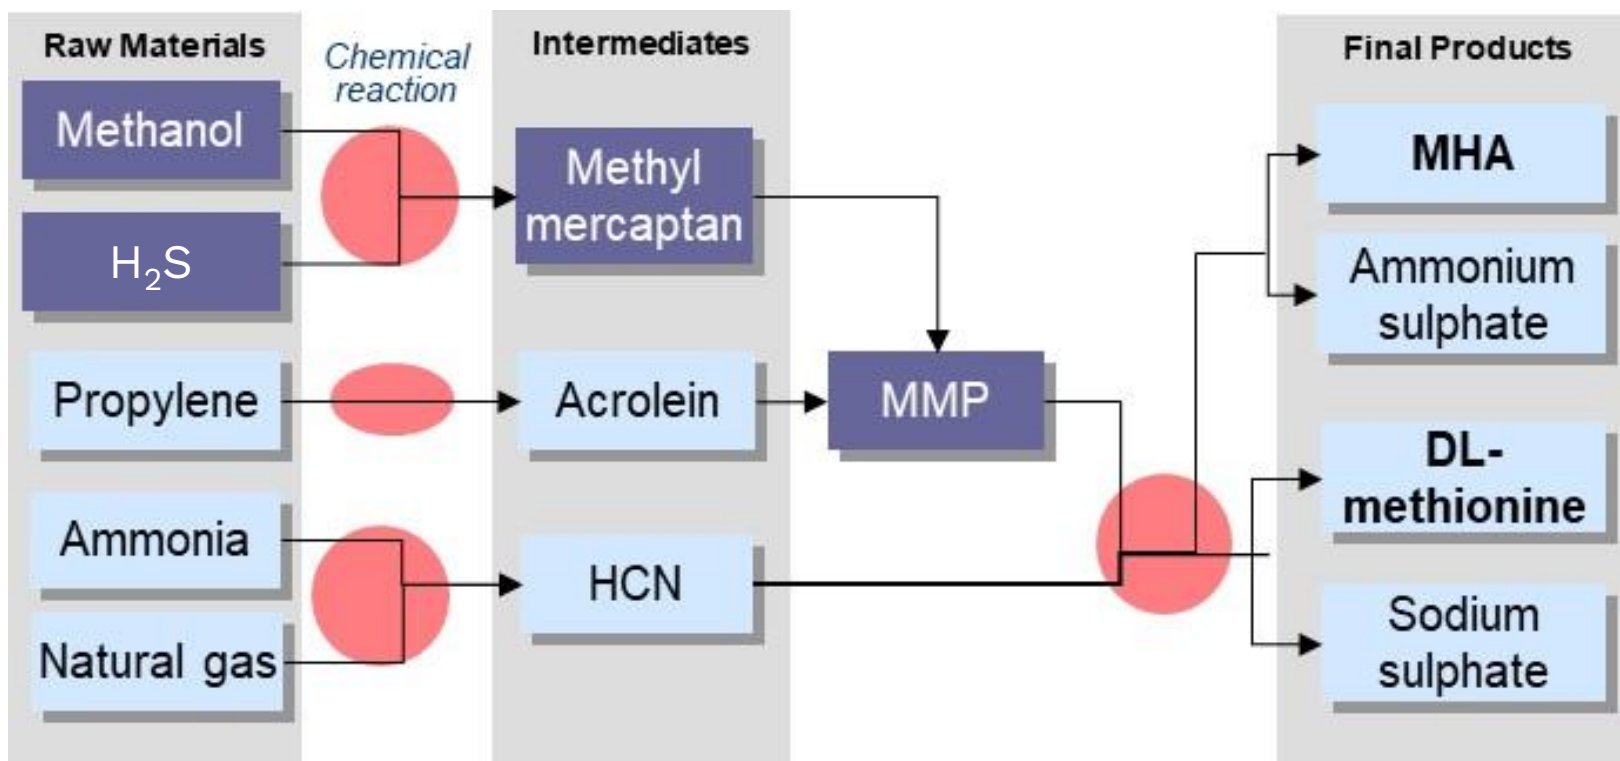 Raw Materials
Chemical
reaction
Intermediates
Final Products
Methanol
H₂S
Propylene
Ammonia
Natural gas
Methyl
mercaptan
Acrolein
HCN
MMP
MHA
Ammonium
sulphate
DL-
methionine
Sodium
sulphate